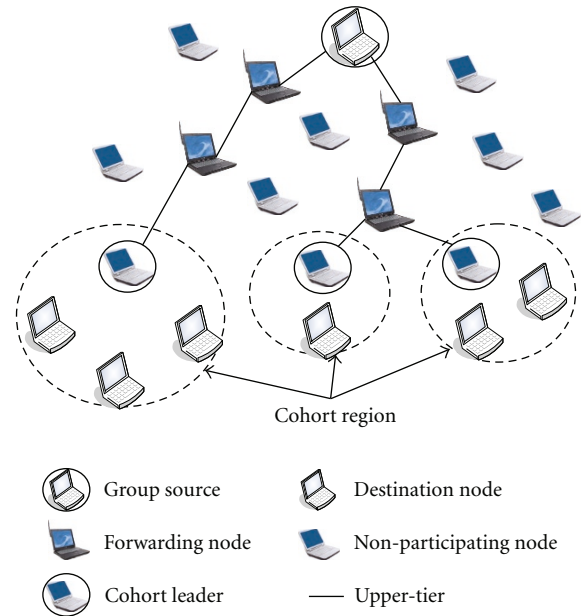 Cohort region
Group source
Destination node
Forwarding node
Non-participating node
Cohort leader
Upper-tier